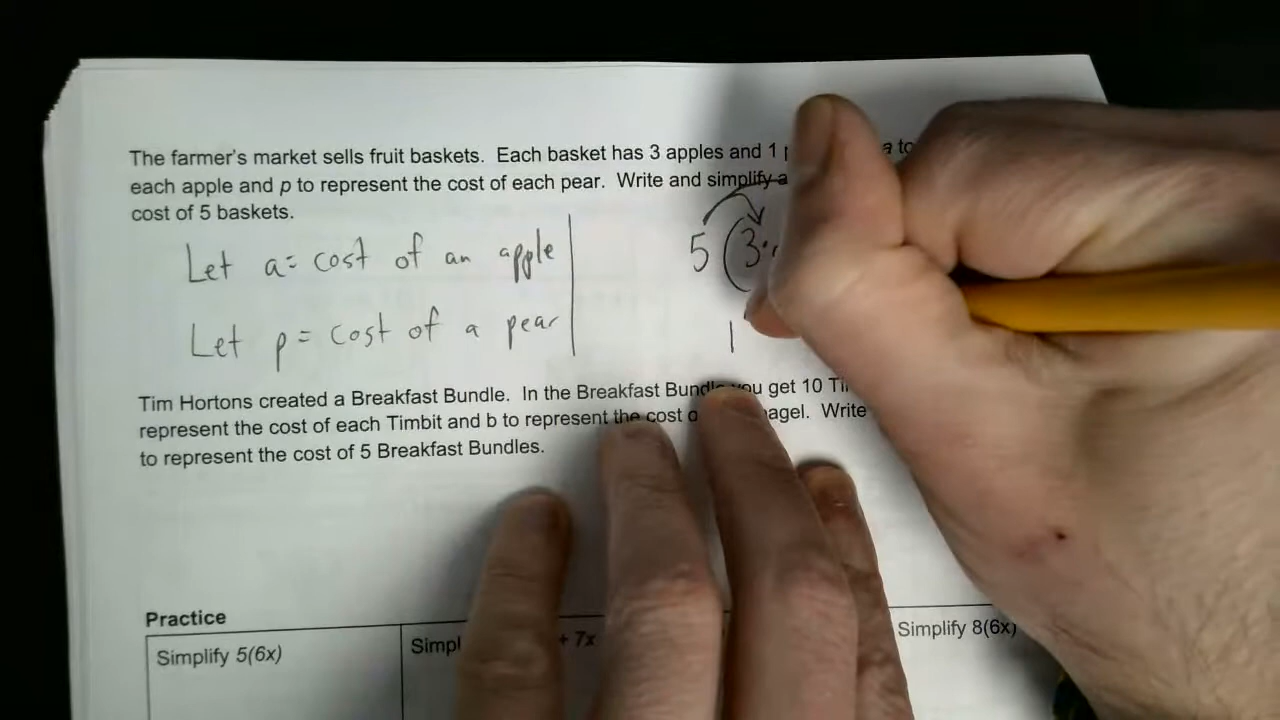 The farmer's market sells fruit baskets. Each basket has 3 apples and 1 a to
each apple and p to represent the cost of each pear. Write and simplify
cost of 5 baskets.
Let a = cost of an apple
Let p = cost of a pear
5 (3
1
Tim Hortons created a Breakfast Bundle. In the Breakfast Bundle you get 10
represent the cost of each Timbit and b to represent the cost bagel. Write
to represent the cost of 5 Breakfast Bundles.
Practice
Simplify 5(6x)
+ 7x
Simplify 8(6x)